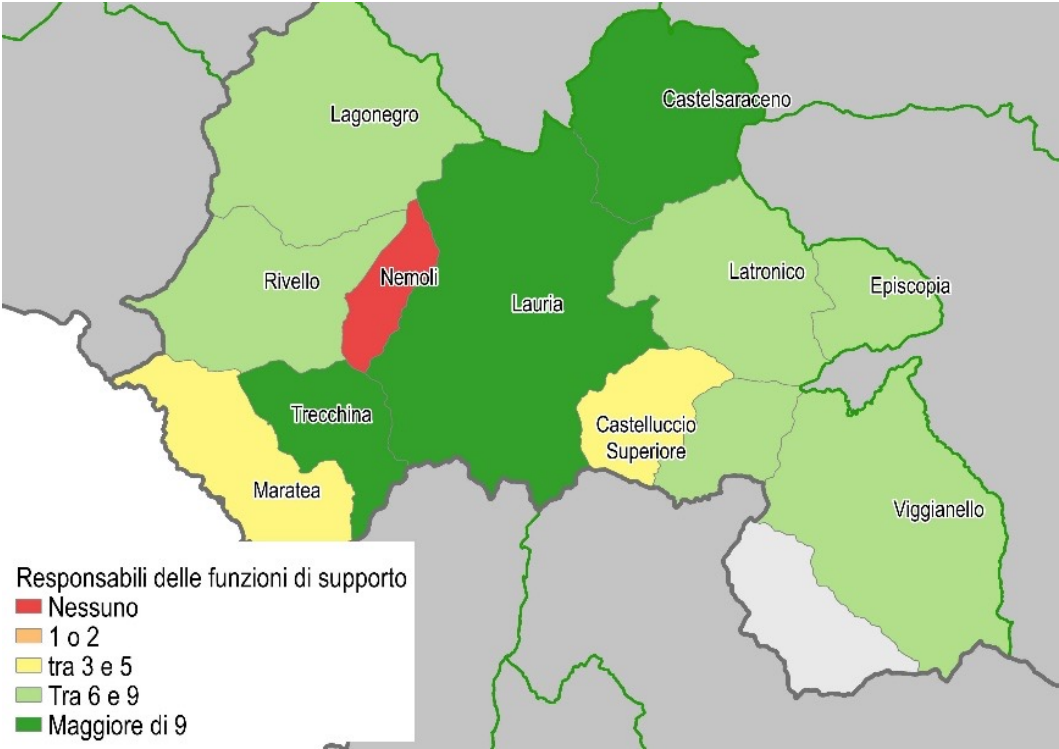 Castelsaraceno
Lagonegro
Rivello
Nemoli
Latronico
Episcopia
Lauria
Trecchina
Castelluccio
Superiore
Maratea
Viggianello
Responsabili delle funzioni di supporto
Nessuno
1 o 2
tra 3 e 5
Tra 6 e 9
Maggiore di 9